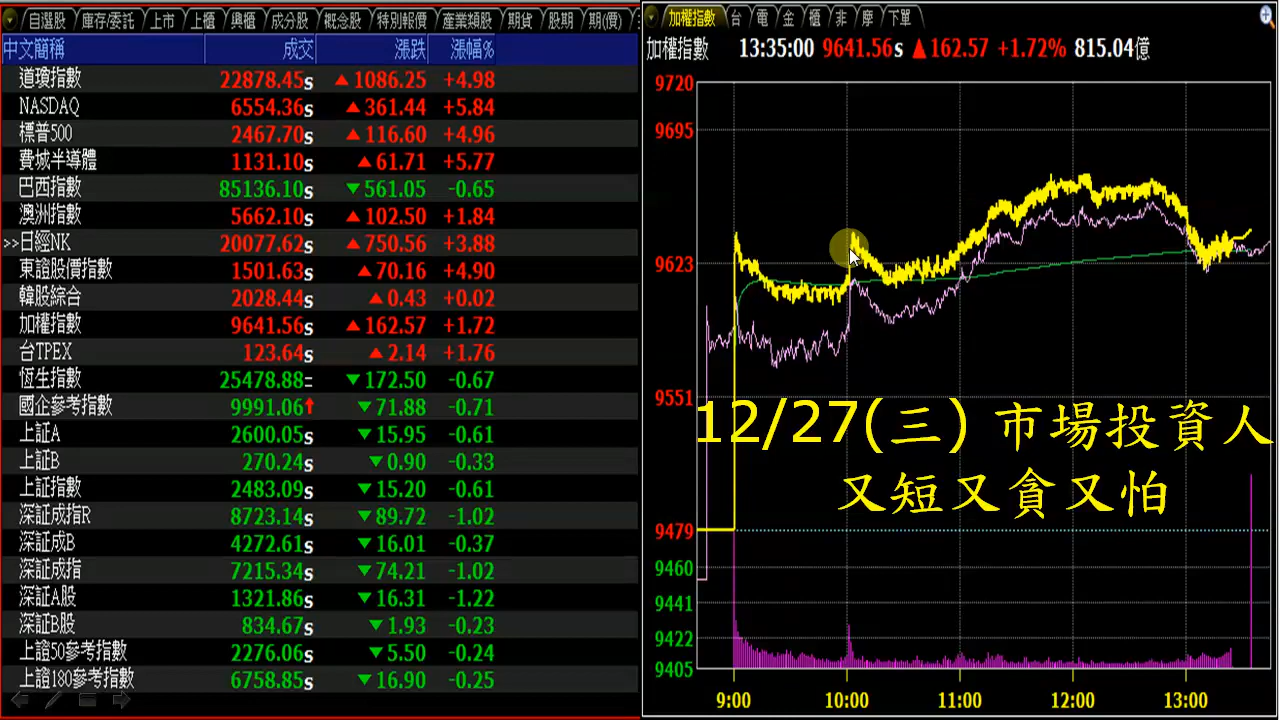 自選股 庫存/委託 上市 上櫃 興櫃 成分股 概念股 特別報價 產業類股 期貨 股期 期(價)
中文簡稱 成交 漲跌 漲幅%
道瓊指數 22878.45s ▲1086.25 +4.98
NASDAQ 6554.36s ▲361.44 +5.84
標普500 2467.70s ▲116.60 +4.96
費城半導體 1131.10s ▲61.71 +5.77
巴西指數 85136.10s ▼561.05 -0.65
澳洲指數 5662.10s ▲102.50 +1.84
>>日經NK 20077.62s ▲750.56 +3.88
東證股價指數 1501.63s ▲70.16 +4.90
韓股綜合 2028.44s ▲0.43 +0.02
加權指數 9641.56s ▲162.57 +1.72
台TPEX 123.64s ▲2.14 +1.76
恆生指數 25478.88= ▼172.50 -0.67
國企參考指數 9991.06↑ ▼71.88 -0.71
上証A 2600.05s ▼15.95 -0.61
上証B 270.24s ▼0.90 -0.33
上証指數 2483.09s ▼15.20 -0.61
深証成指R 8723.14s ▼89.72 -1.02
深証成B 4272.61s ▼16.01 -0.37
深証成指 7215.34s ▼74.21 -1.02
深証A股 1321.86s ▼16.31 -1.22
深証B股 834.67s ▼1.93 -0.23
上證50參考指數 2276.06s ▼5.50 -0.24
上證180參考指數 6758.85s ▼16.90 -0.25
加權指數 台 電 金 櫃 非 摩 下單
加權指數 13:35:00 9641.56s ▲162.57 +1.72% 815.04億
9720
9695
9623
9551
12/27(三) 市場投資人
又短又貪又怕
9479
9460
9441
9422
9405
9:00 10:00 11:00 12:00 13:00